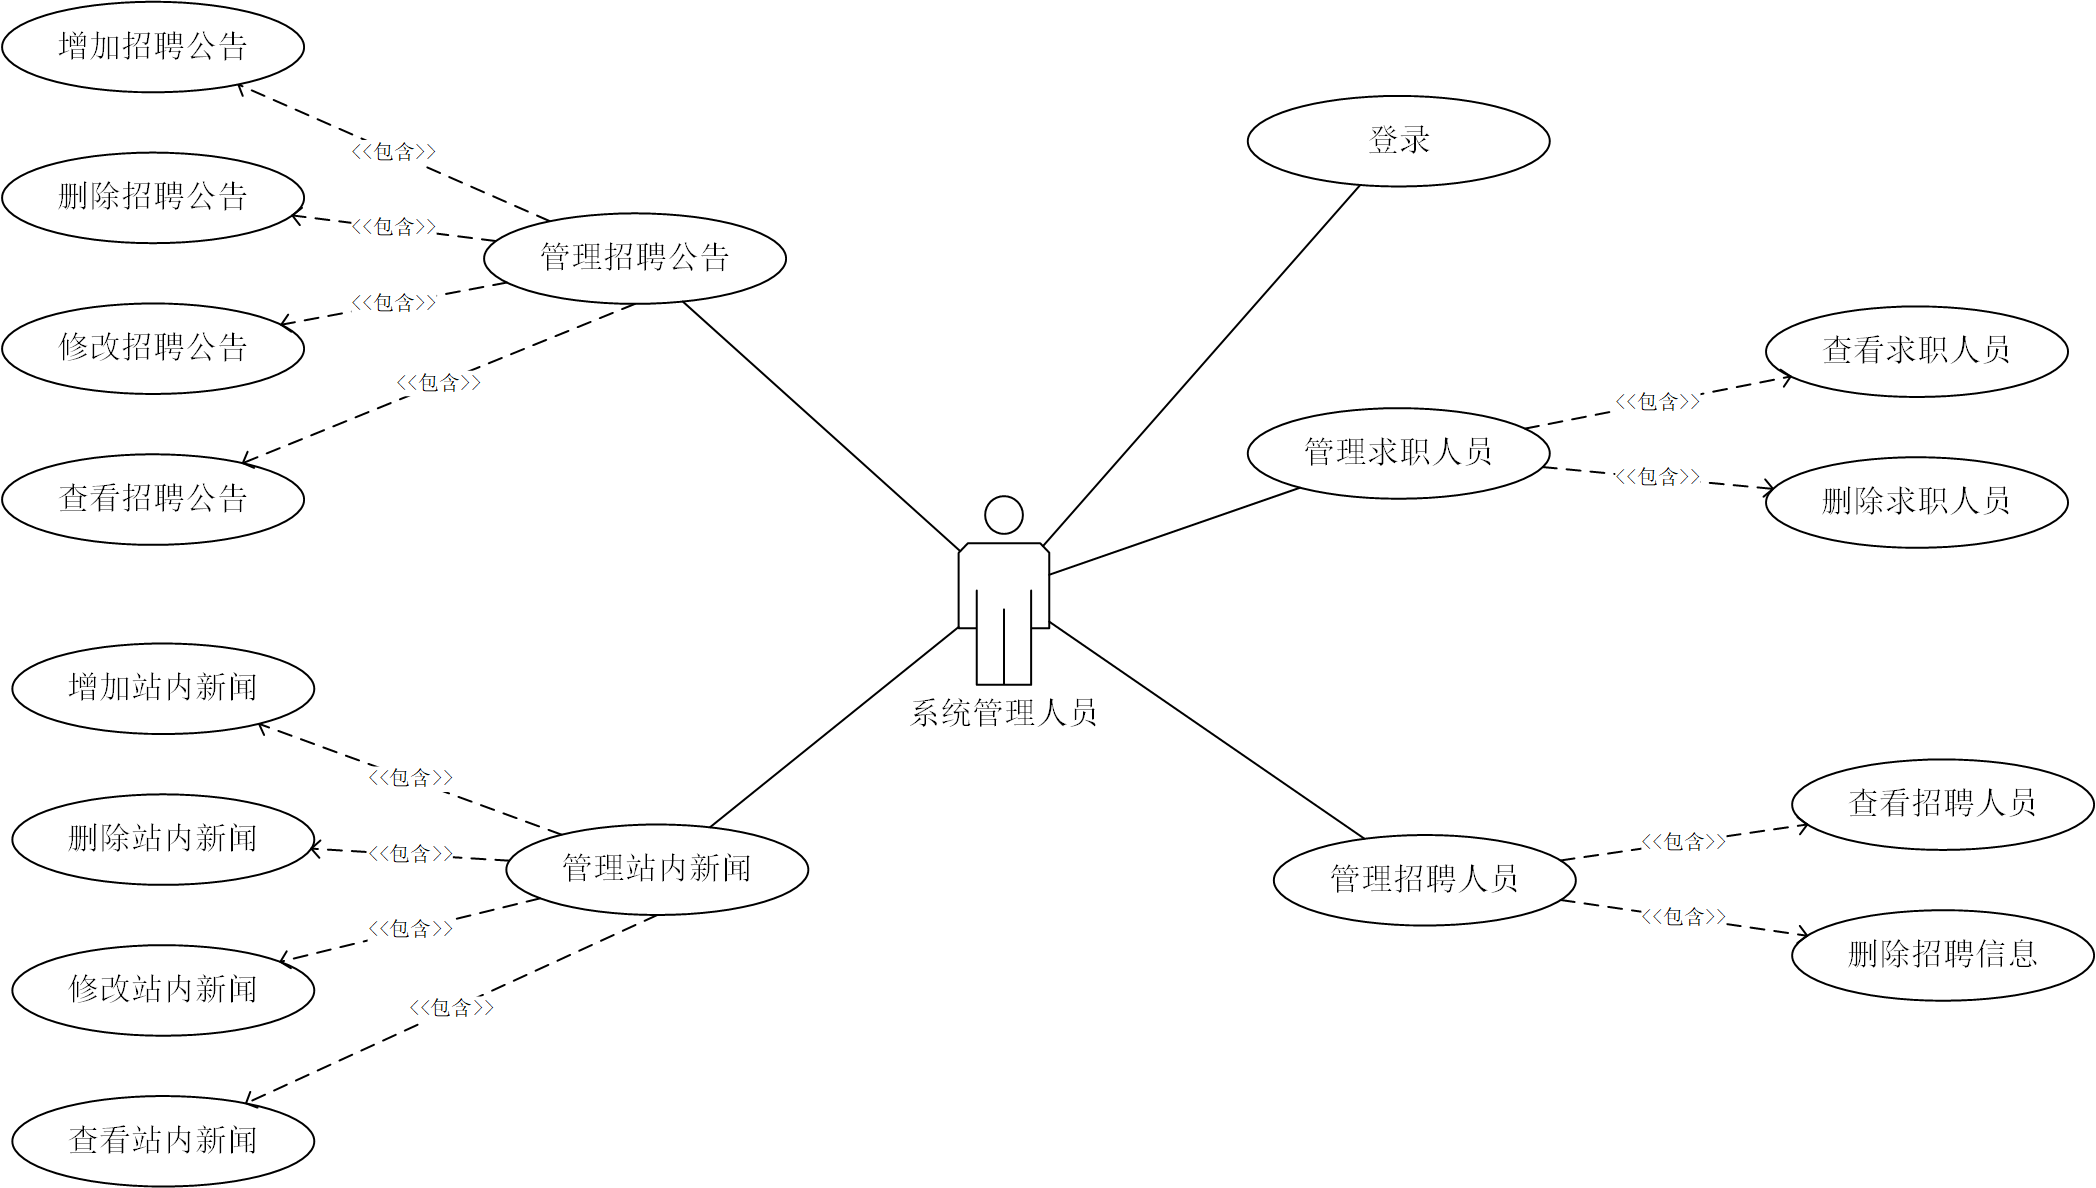 增加招聘公告
<<包含>>
删除招聘公告
<<包含>>
管理招聘公告
<<包含>>
修改招聘公告
<<包含>>
查看招聘公告
登录
查看求职人员
<<包含>>
管理求职人员
<<包含>>
删除求职人员
系统管理人员
增加站内新闻
<<包含>>
删除站内新闻
<<包含>>
管理站内新闻
<<包含>>
修改站内新闻
<<包含>>
查看站内新闻
查看招聘人员
<<包含>>
管理招聘人员
<<包含>>
删除招聘信息